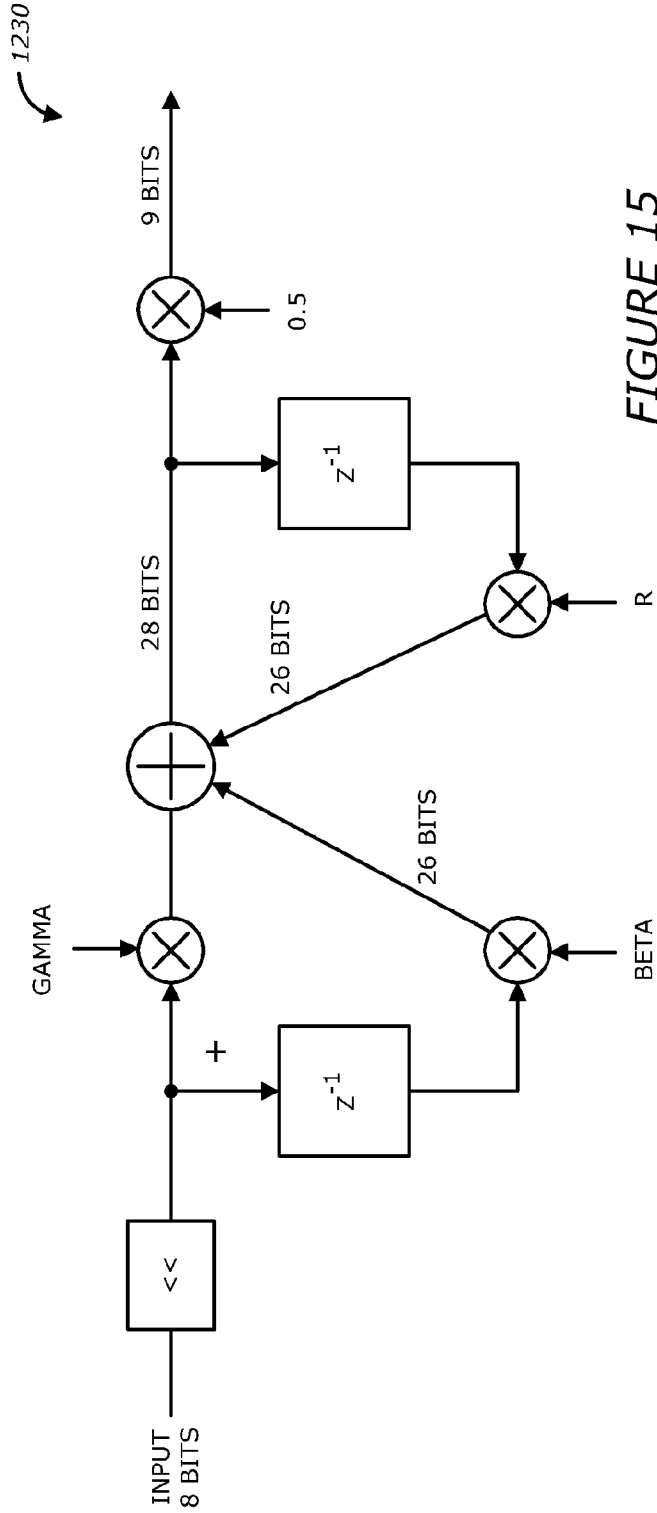 1230
INPUT
8 BITS
<<
GAMMA
+
z-1
BETA
26 BITS
28 BITS
26 BITS
z-1
R
9 BITS
0.5
FIGURE 15